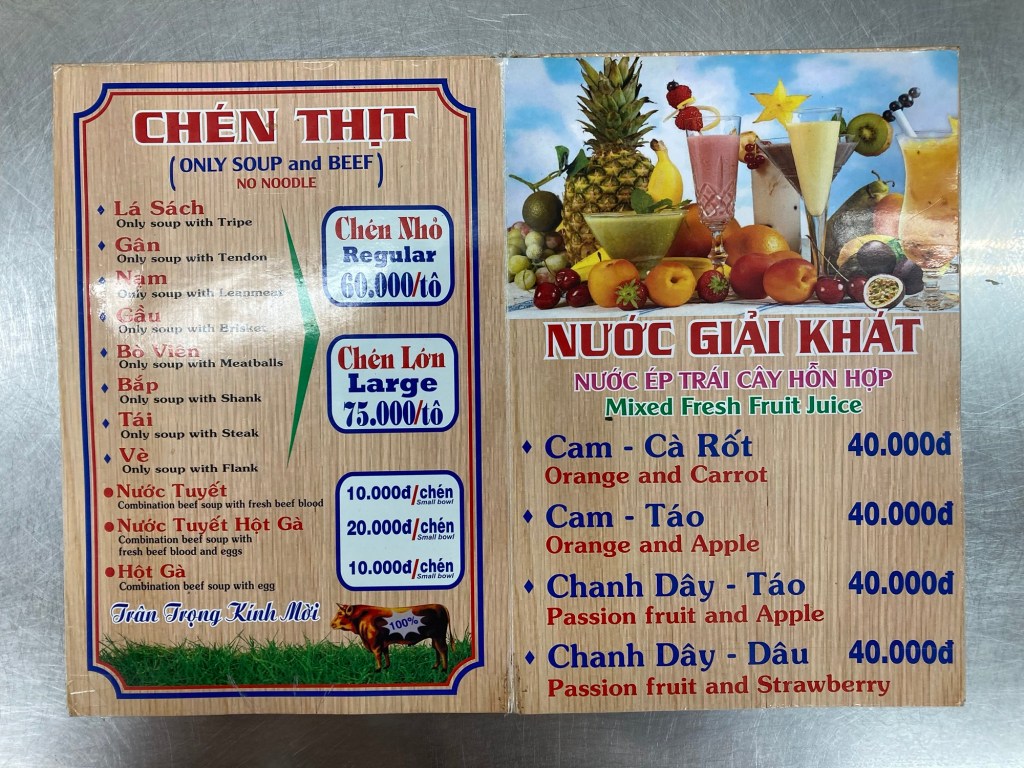 CHÉN THỊT
(ONLY SOUP and BEEF)
NO NOODLE
Lá Sách
Only soup with Tripe
Gân
Only soup with Tendon
Nạm
Only soup with Leanmeat
Gầu
Only soup with Brisket
Bò Viên
Only soup with Meatballs
Bắp
Only soup with Shank
Tái
Only soup with Steak
Vè
Only soup with Flank
Chén Nhỏ
Regular
60.000/tô
Chén Lớn
Large
75.000/tô
Nước Tuyết
Combination beef soup with fresh beef blood
10.000đ/chén
Small bowl
Nước Tuyết Hột Gà
Combination beef soup with
fresh beef blood and eggs
20.000đ/chén
Small bowl
Hột Gà
Combination beef soup with egg
10.000đ/chén
Small bowl
Trân Trọng Kính Mời
100%
NƯỚC GIẢI KHÁT
NƯỚC ÉP TRÁI CÂY HỖN HỢP
Mixed Fresh Fruit Juice
Cam - Cà Rốt 40.000đ
Orange and Carrot
Cam - Táo 40.000đ
Orange and Apple
Chanh Dây - Táo 40.000đ
Passion fruit and Apple
Chanh Dây - Dâu 40.000đ
Passion fruit and Strawberry